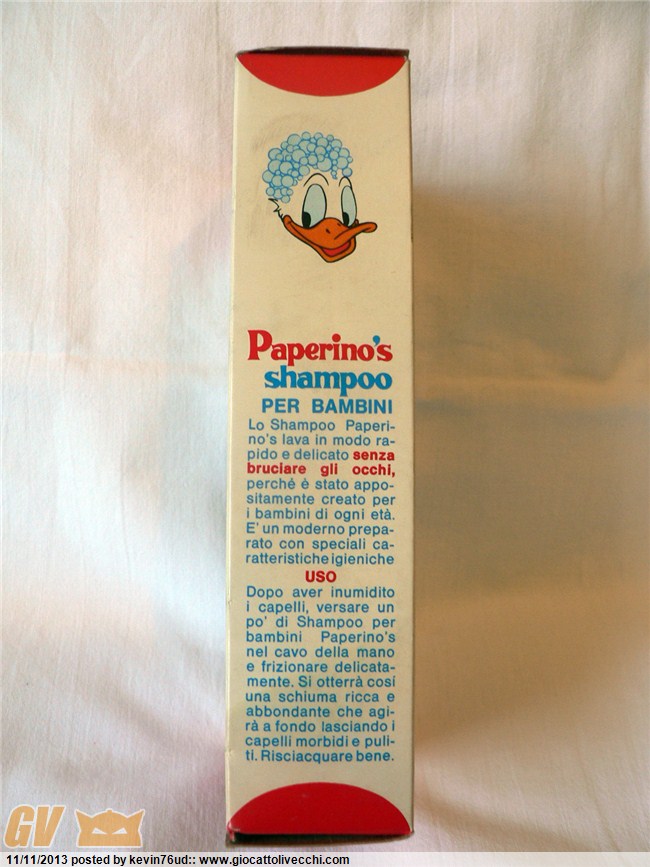 Paperino's
shampoo
PER BAMBINI
Lo Shampoo Paperi-
no's lava in modo ra-
pido e delicato senza
bruciare gli occhi,
perché è stato appo-
sitamente creato per
i bambini di ogni età.
E' un moderno prepa-
rato con speciali ca-
ratteristiche igieniche
USO
Dopo aver inumidito
i capelli, versare un
po' di Shampoo per
bambini Paperino's
nel cavo della mano
e frizionare delicata-
mente. Si otterrà così
una schiuma ricca e
abbondante che agi-
rà a fondo lasciando i
capelli morbidi e puli-
ti. Risciacquare bene.
GV
11/11/2013 posted by kevin76ud:: www.giocattolivecchi.com